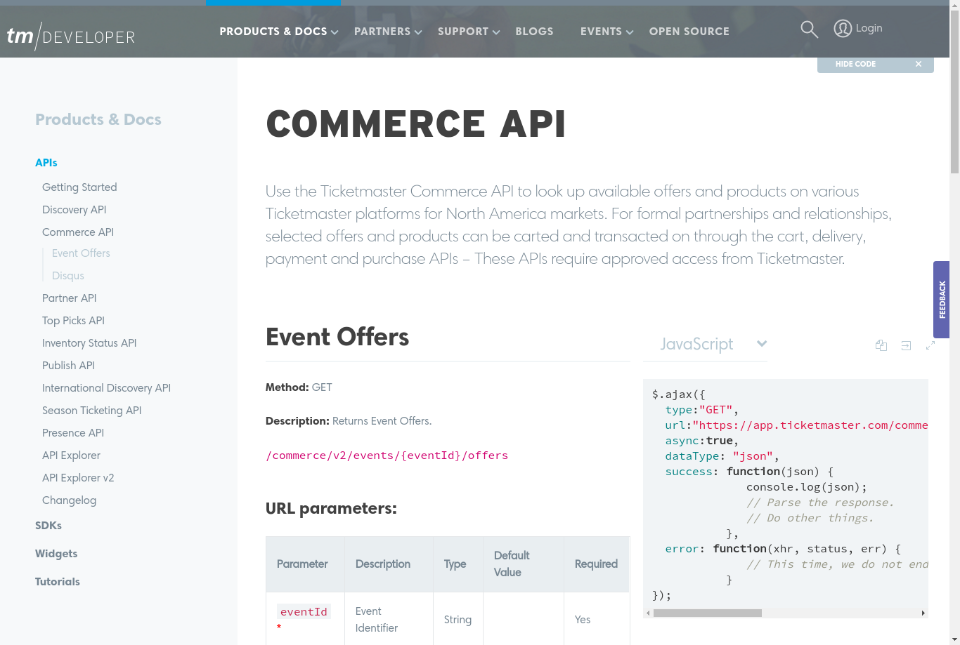 tm/DEVELOPER
PRODUCTS & DOCS PARTNERS SUPPORT BLOGS EVENTS OPEN SOURCE
Login
HIDE CODE ×
Products & Docs
APIs
Getting Started
Discovery API
Commerce API
Event Offers
Disqus
Partner API
Top Picks API
Inventory Status API
Publish API
International Discovery API
Season Ticketing API
Presence API
API Explorer
API Explorer v2
Changelog
SDKs
Widgets
Tutorials
COMMERCE API
Use the Ticketmaster Commerce API to look up available offers and products on various
Ticketmaster platforms for North America markets. For formal partnerships and relationships,
selected offers and products can be carted and transacted on through the cart, delivery,
payment and purchase APIs – These APIs require approved access from Ticketmaster.
FEEDBACK
Event Offers
Method: GET
Description: Returns Event Offers.
/commerce/v2/events/{eventId}/offers
URL parameters:
Parameter Description Type Default Value Required
eventId * Event Identifier String Yes
JavaScript
$.ajax({
type:"GET",
url:"https://app.ticketmaster.com/comme
async:true,
dataType: "json",
success: function(json) {
console.log(json);
// Parse the response.
// Do other things.
},
error: function(xhr, status, err) {
// This time, we do not end
}
});